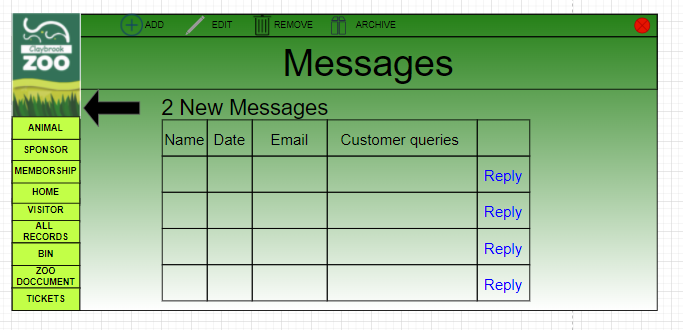 ADD EDIT REMOVE ARCHIVE
Claybrook
ZOO
Messages
2 New Messages
Name Date Email Customer queries
Reply
Reply
Reply
Reply
ANIMAL
SPONSOR
MEMBORSHIP
HOME
VISITOR
ALL
RECORDS
BIN
ZOO
DOCCUMENT
TICKETS